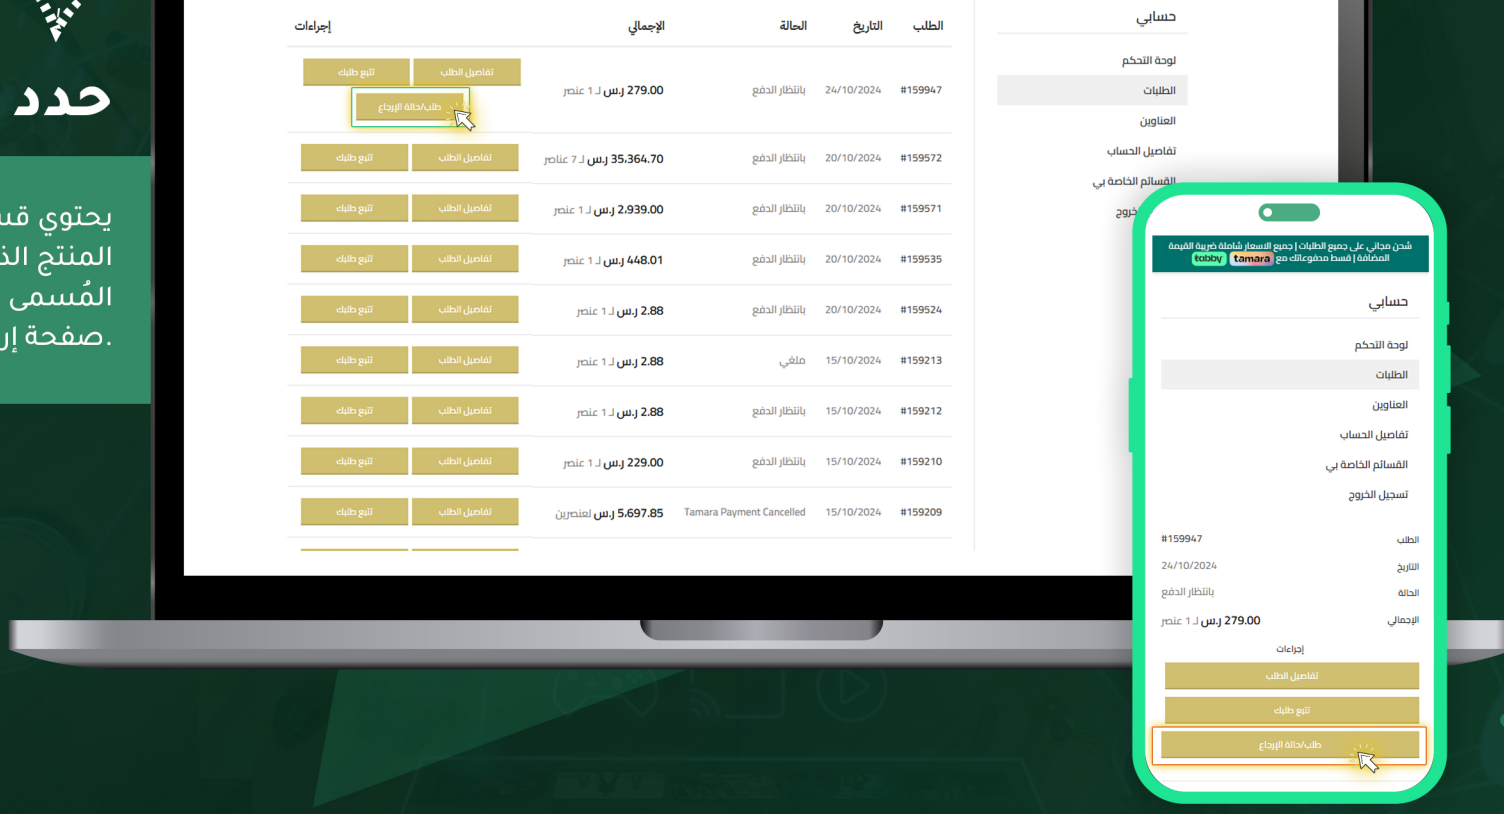 حدد
يحتوي
المنتج
المُسمى
صفحة
حسابي
لوحة التحكم
الطلبات
العناوين
تفاصيل الحساب
القسائم الخاصة بي
الطلب التاريخ الحالة الإجمالي إجراءات
#159947 24/10/2024 بانتظار الدفع 279.00 ر.س لـ 1 عنصر تفاصيل الطلب تتبع طلبك
طلب/حالة الإرجاع
#159572 20/10/2024 بانتظار الدفع 35,364.70 ر.س لـ 7 عناصر تفاصيل الطلب تتبع طلبك
#159571 20/10/2024 بانتظار الدفع 2,939.00 ر.س لـ 1 عنصر تفاصيل الطلب تتبع طلبك
#159535 20/10/2024 بانتظار الدفع 448.01 ر.س لـ 1 عنصر تفاصيل الطلب تتبع طلبك
#159524 20/10/2024 بانتظار الدفع 2.88 ر.س لـ 1 عنصر تفاصيل الطلب تتبع طلبك
#159213 15/10/2024 ملغي 2.88 ر.س لـ 1 عنصر تفاصيل الطلب تتبع طلبك
#159212 15/10/2024 بانتظار الدفع 2.88 ر.س لـ 1 عنصر تفاصيل الطلب تتبع طلبك
#159210 15/10/2024 بانتظار الدفع 229.00 ر.س لـ 1 عنصر تفاصيل الطلب تتبع طلبك
#159209 15/10/2024 Tamara Payment Cancelled 5,697.85 ر.س لعنصرين تفاصيل الطلب تتبع طلبك
شحن مجاني على جميع الطلبات | جميع الاسعار شاملة ضريبة القيمة
المضافة | قسط مدفوعاتك مع tamara tabby
حسابي
لوحة التحكم
الطلبات
العناوين
تفاصيل الحساب
القسائم الخاصة بي
تسجيل الخروج
الطلب #159947
التاريخ 24/10/2024
الحالة بانتظار الدفع
الإجمالي 279.00 ر.س لـ 1 عنصر
إجراءات
تفاصيل الطلب
تتبع طلبك
طلب/حالة الإرجاع